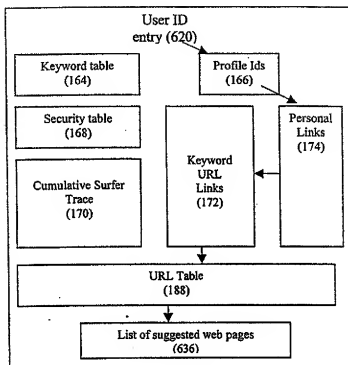 User ID
entry (620)
Keyword table
(164)
Profile Ids
(166)
Security table
(168)
Personal
Links
(174)
Keyword
URL
Links
(172)
Cumulative Surfer
Trace
(170)
URL Table
(188)
List of suggested web pages
(636)